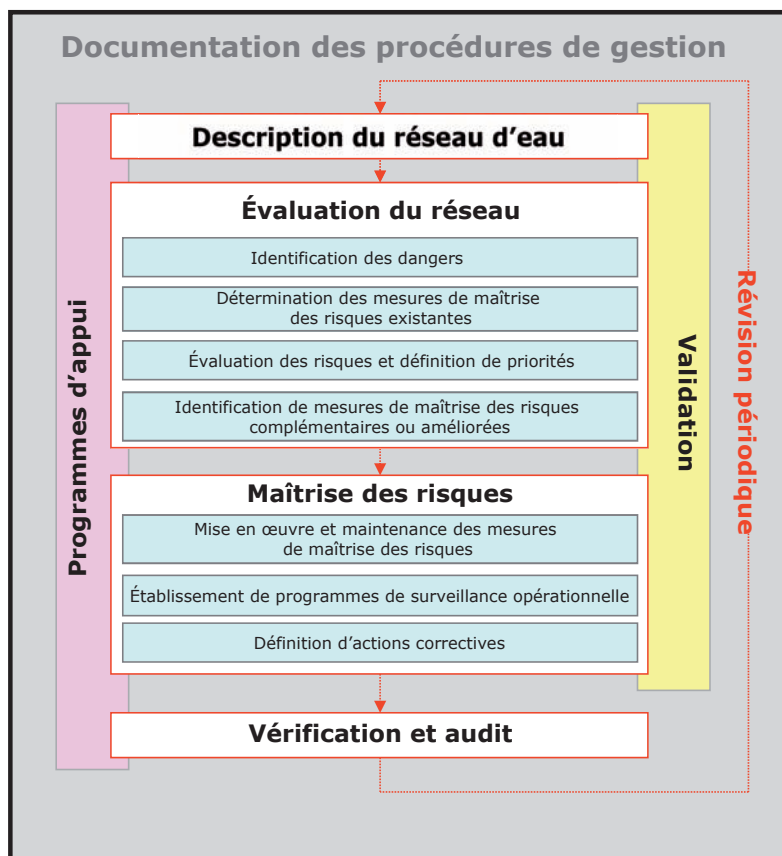 Documentation des procédures de gestion
Description du réseau d’eau
Évaluation du réseau
Identification des dangers
Détermination des mesures de maîtrise
des risques existantes
Évaluation des risques et définition de priorités
Identification de mesures de maîtrise des risques
complémentaires ou améliorées
Maîtrise des risques
Mise en œuvre et maintenance des mesures
de maîtrise des risques
Établissement de programmes de surveillance opérationnelle
Définition d’actions correctives
Vérification et audit
Programmes d’appui
Validation
Révision périodique